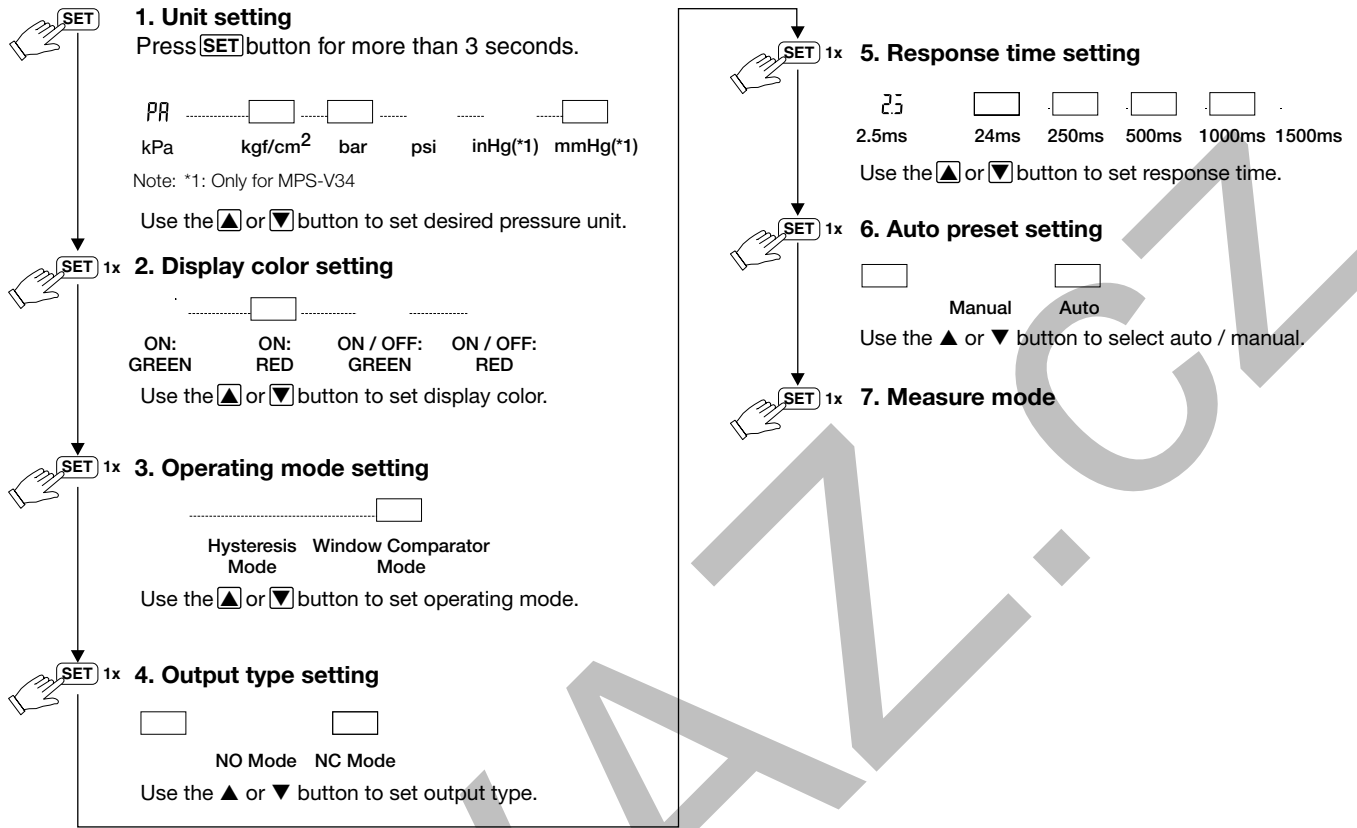 SET
1. Unit setting
Press SET button for more than 3 seconds.
PA
kPa kgf/cm² bar psi inHg(*1) mmHg(*1)
Note: *1: Only for MPS-V34
Use the ▲ or ▼ button to set desired pressure unit.
SET 1x 2. Display color setting
ON: GREEN
ON: RED
ON / OFF: GREEN
ON / OFF: RED
Use the ▲ or ▼ button to set display color.
SET 1x 3. Operating mode setting
Hysteresis Mode
Window Comparator Mode
Use the ▲ or ▼ button to set operating mode.
SET 1x 4. Output type setting
NO Mode NC Mode
Use the ▲ or ▼ button to set output type.
SET 1x 5. Response time setting
2.5
2.5ms 24ms 250ms 500ms 1000ms 1500ms
Use the ▲ or ▼ button to set response time.
SET 1x 6. Auto preset setting
Manual Auto
Use the ▲ or ▼ button to select auto / manual.
SET 1x 7. Measure mode
AZ.cz